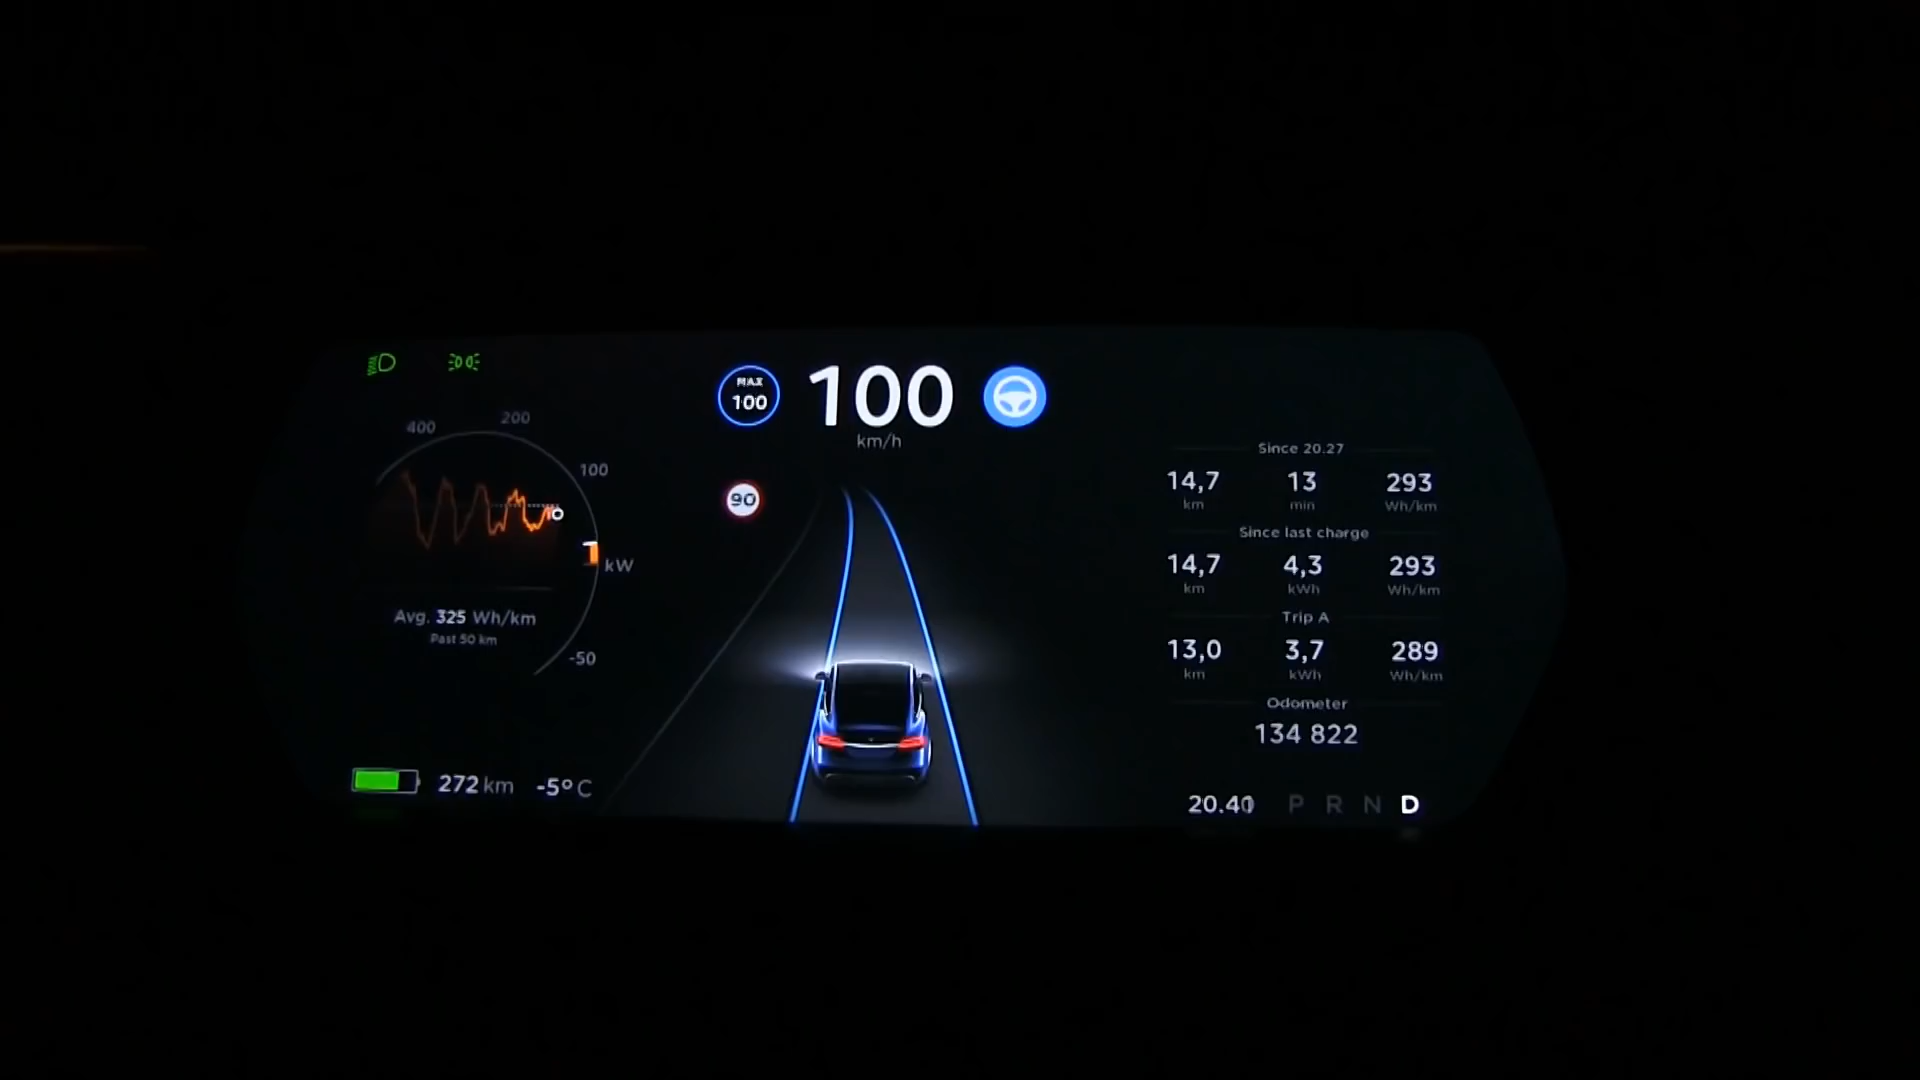 MAX
100
100
km/h
90
400
200
100
kW
-50
Avg. 325 Wh/km
Past 50 km
272 km -5° C
Since 20.27
14,7 13 293
km min Wh/km
Since last charge
14,7 4,3 293
km kWh Wh/km
Trip A
13,0 3,7 289
km kWh Wh/km
Odometer
134 822
P R N D